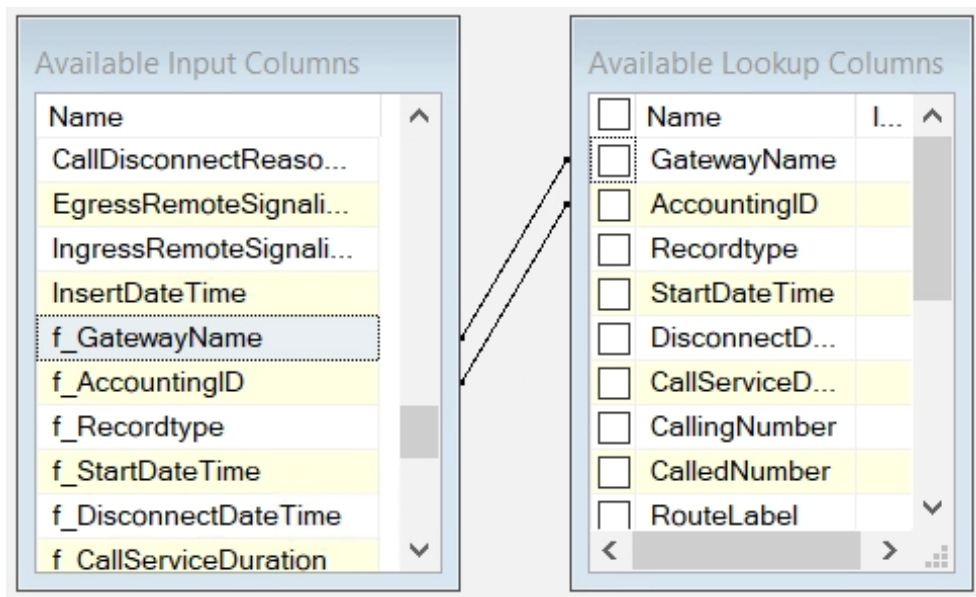 Available Input Columns
Name
CallDisconnectReaso...
EgressRemoteSignali...
IngressRemoteSignali...
InsertDateTime
f_GatewayName
f_AccountingID
f_Recordtype
f_StartDateTime
f_DisconnectDateTime
f_CallServiceDuration
Available Lookup Columns
Name I...
GatewayName
AccountingID
Recordtype
StartDateTime
DisconnectD...
CallServiceD...
CallingNumber
CalledNumber
RouteLabel